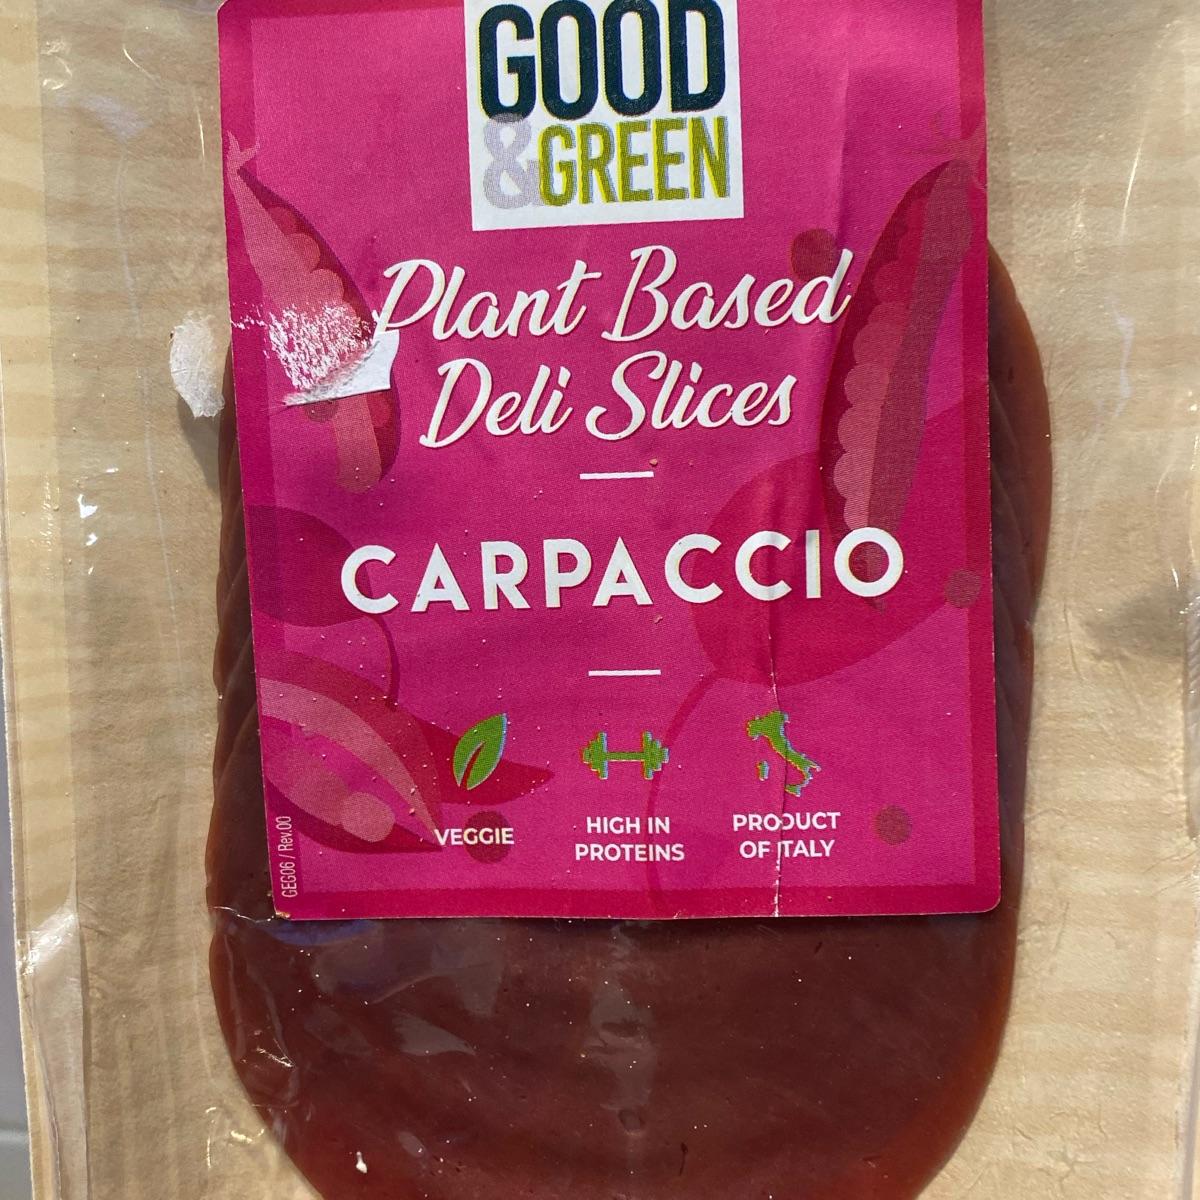 GOOD
&GREEN
Plant Based
Deli Slices
CARPACCIO
VEGGIE
HIGH IN
PROTEINS
PRODUCT
OF ITALY
GEG06 / Rev.00